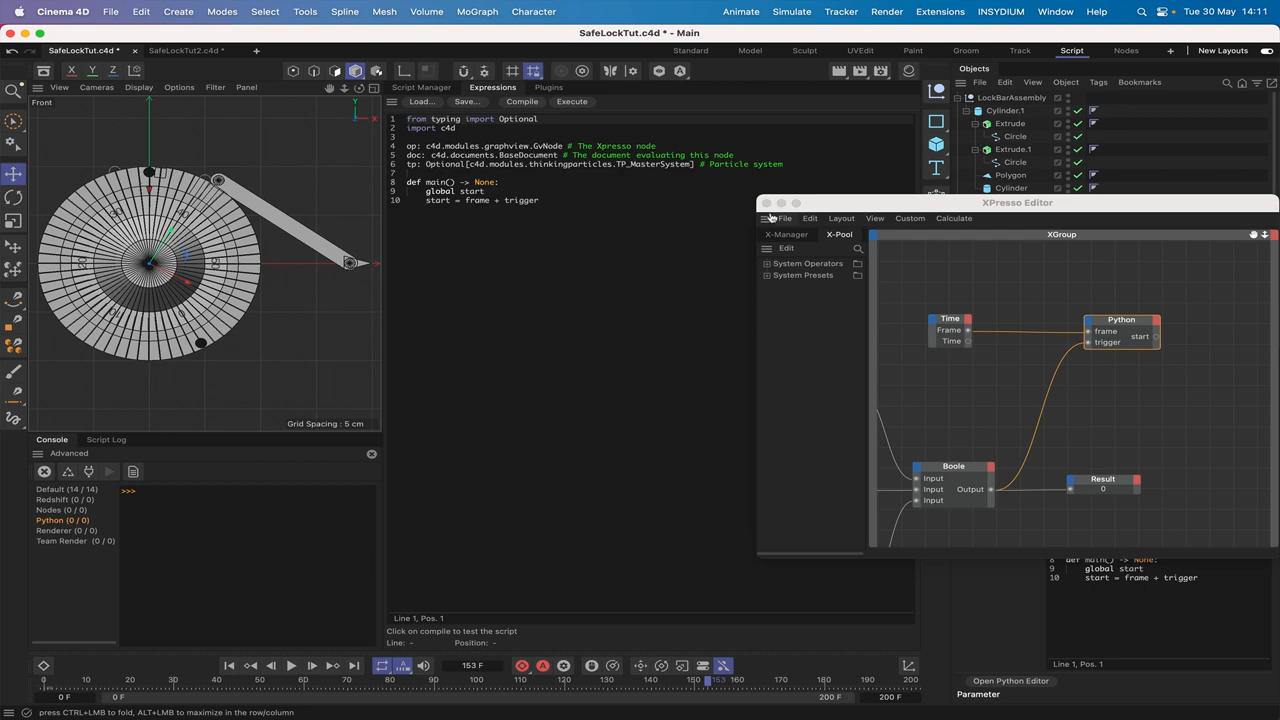 Cinema 4D File Edit Create Modes Select Tools Spline Mesh Volume MoGraph Character Animate Simulate Tracker Render Extensions INSYDIUM Window Help Tue 30 May 14:11
SafeLockTut.c4d * - Main
SafeLockTut.c4d * SafeLockTut2.c4d * Standard Model Sculpt UVEdit Paint Groom Track Script Nodes New Layouts
Script Manager Expressions Plugins
Objects
View Cameras Display Options Filter Panel
File Edit View Object Tags Bookmarks
Front
Y
X
Load... Save... Compile Execute
1 from typing import Optional
2 import c4d
3
4 op: c4d.modules.graphview.GvNode # The Xpresso node
5 doc: c4d.documents.BaseDocument # The document evaluating this node
6 tp: Optional[c4d.modules.thinkingparticles.TP_MasterSystem] # Particle system
7
8 def main() -> None:
9 global start
10 start = frame + trigger
LockBarAssembly
Cylinder.1
Extrude
Circle
Extrude.1
Circle
Polygon
Cylinder
XPresso Editor
File Edit Layout View Custom Calculate
X-Manager X-Pool
XGroup
Edit
System Operators
System Presets
Time
Frame
Time
Python
frame
trigger
start
Boole
Input
Input
Input
Output
Result
0
Grid Spacing : 5 cm
Console Script Log
Advanced
Default (14 / 14)
Redshift (0 / 0)
Nodes (0 / 0)
Python (0 / 0)
Renderer (0 / 0)
Team Render (0 / 0)
>>>
8 def main() -> None:
9 global start
10 start = frame + trigger
Line 1, Pos. 1
Click on compile to test the script
Line: - Position: -
Line 1, Pos. 1
Open Python Editor
Parameter
153 F
0 10 20 30 40 50 60 70 80 90 100 110 120 130 140 150 153 160 170 180 190 200
0 F 0 F 200 F 200 F
press CTRL+LMB to fold, ALT+LMB to maximize in the row/column